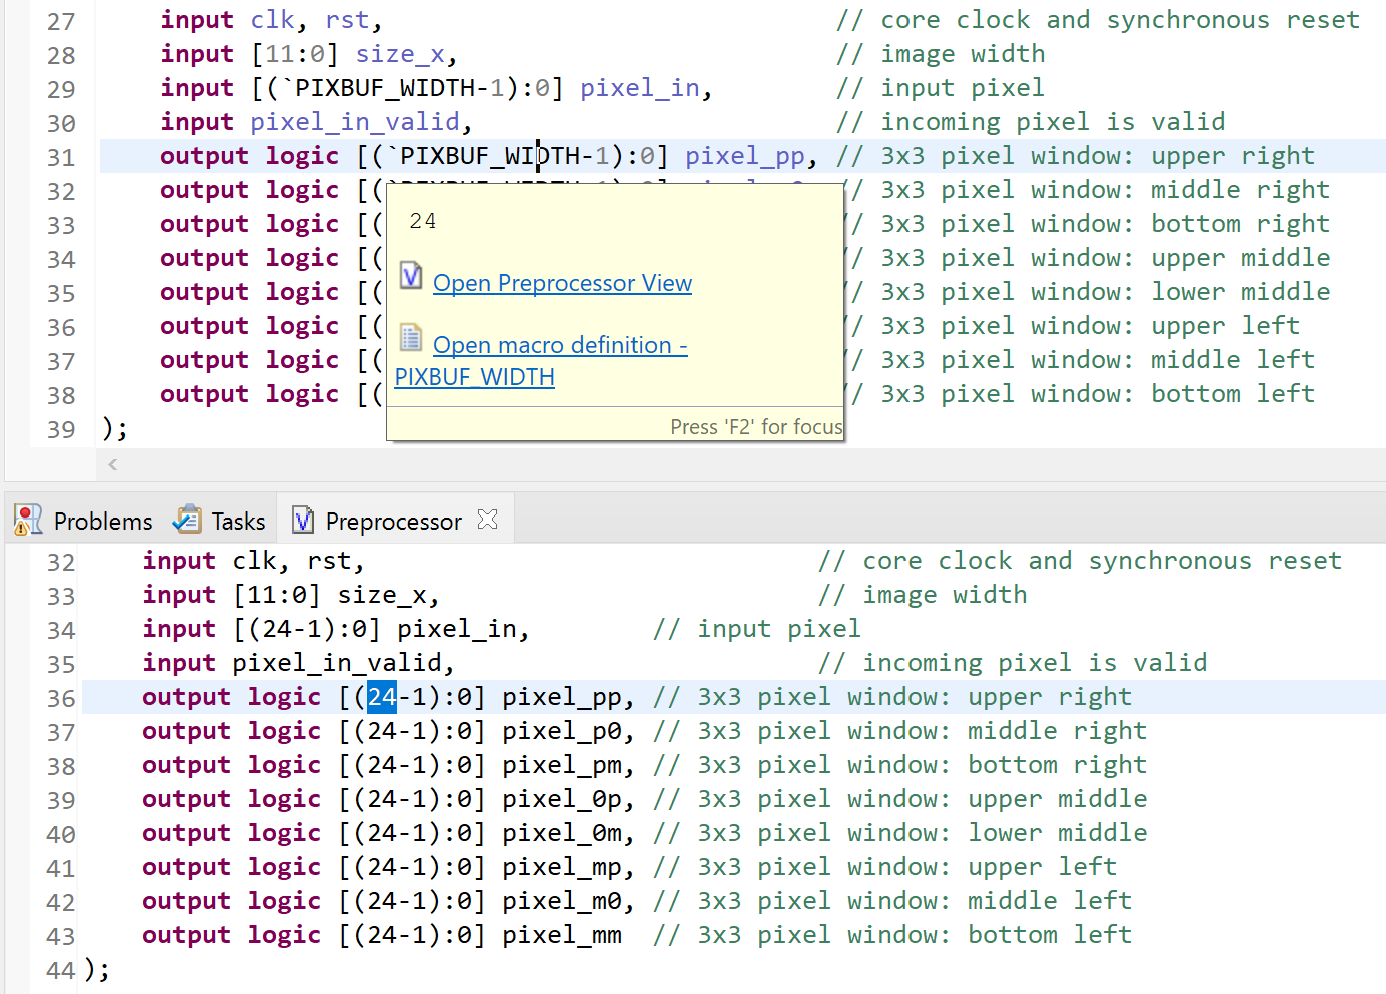 27 input clk, rst, // core clock and synchronous reset
28 input [11:0] size_x, // image width
29 input [(`PIXBUF_WIDTH-1):0] pixel_in, // input pixel
30 input pixel_in_valid, // incoming pixel is valid
31 output logic [(`PIXBUF_WIDTH-1):0] pixel_pp, // 3x3 pixel window: upper right
32 output logic [( // 3x3 pixel window: middle right
33 output logic [( // 3x3 pixel window: bottom right
34 output logic [( // 3x3 pixel window: upper middle
35 output logic [( // 3x3 pixel window: lower middle
36 output logic [( // 3x3 pixel window: upper left
37 output logic [( // 3x3 pixel window: middle left
38 output logic [( // 3x3 pixel window: bottom left
39 );
24
Open Preprocessor View
Open macro definition -
PIXBUF_WIDTH
Press 'F2' for focus
Problems Tasks Preprocessor
32 input clk, rst, // core clock and synchronous reset
33 input [11:0] size_x, // image width
34 input [(24-1):0] pixel_in, // input pixel
35 input pixel_in_valid, // incoming pixel is valid
36 output logic [(24-1):0] pixel_pp, // 3x3 pixel window: upper right
37 output logic [(24-1):0] pixel_p0, // 3x3 pixel window: middle right
38 output logic [(24-1):0] pixel_pm, // 3x3 pixel window: bottom right
39 output logic [(24-1):0] pixel_0p, // 3x3 pixel window: upper middle
40 output logic [(24-1):0] pixel_0m, // 3x3 pixel window: lower middle
41 output logic [(24-1):0] pixel_mp, // 3x3 pixel window: upper left
42 output logic [(24-1):0] pixel_m0, // 3x3 pixel window: middle left
43 output logic [(24-1):0] pixel_mm // 3x3 pixel window: bottom left
44 );